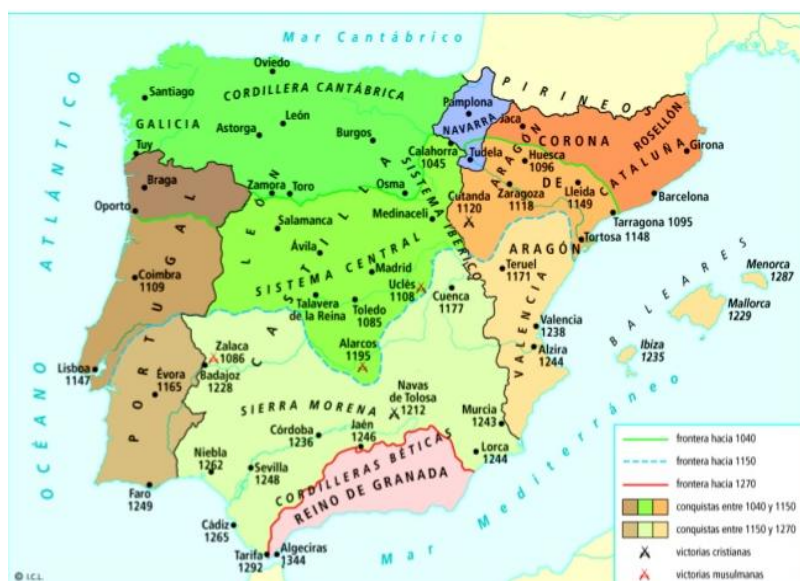 Mar Cantábrico
OCÉANO ATLÁNTICO
Oviedo
Santiago
CORDILLERA CANTÁBRICA
PIRINEOS
GALICIA
León
Astorga
Burgos
Pamplona
NAVARRA
Jaca
CORONA
ROSELLÓN
Girona
Tuy
Calahorra
1045
Tudela
ARAGÓN
Huesca
1096
DE
CATALUÑA
Braga
Zamora
Toro
Osma
SISTEMA IBÉRICO
Cutanda
1120
Zaragoza
1118
Lleida
1149
Barcelona
Oporto
PORTUGAL
LEÓN
CASTILLA
Salamanca
Medinaceli
Tarragona 1095
Tortosa 1148
Ávila
ARAGÓN
Coimbra
1109
SISTEMA CENTRAL
Madrid
Uclés
1108
Teruel
1171
Menorca
1287
BALEARES
Mallorca
1229
Talavera
de la Reina
Toledo
1085
Cuenca
1177
VALENCIA
Valencia
1238
Ibiza
1235
Alzira
1244
Alarcos
1195
Zalaca
1086
Badajoz
1228
Lisboa
1147
Évora
1165
Navas
de Tolosa
1212
SIERRA MORENA
Murcia
1243
Mar Mediterráneo
Córdoba
1236
Jaén
1246
Lorca
1244
Niebla
1262
Sevilla
1248
CORDILLERAS BÉTICAS
REINO DE GRANADA
Faro
1249
Cádiz
1265
Tarifa
1292
Algeciras
1344
frontera hacia 1040
frontera hacia 1150
frontera hacia 1270
conquistas entre 1040 y 1150
conquistas entre 1150 y 1270
victorias cristianas
victorias musulmanas
© I.C.L.